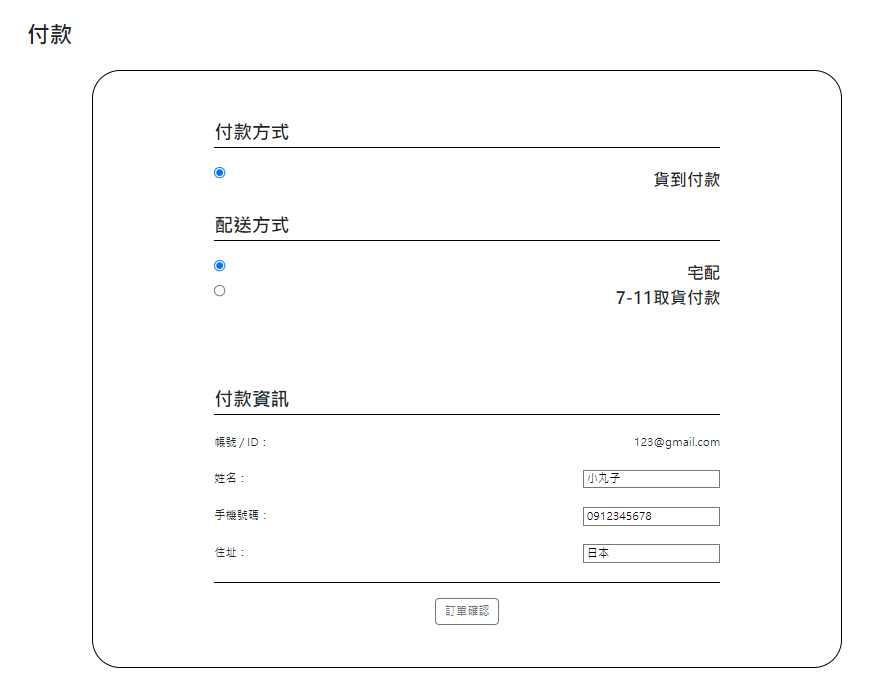 付款
付款方式
貨到付款
配送方式
宅配
7-11取貨付款
付款資訊
帳號 / ID： 123@gmail.com
姓名： 小丸子
手機號碼： 0912345678
住址： 日本
訂單確認